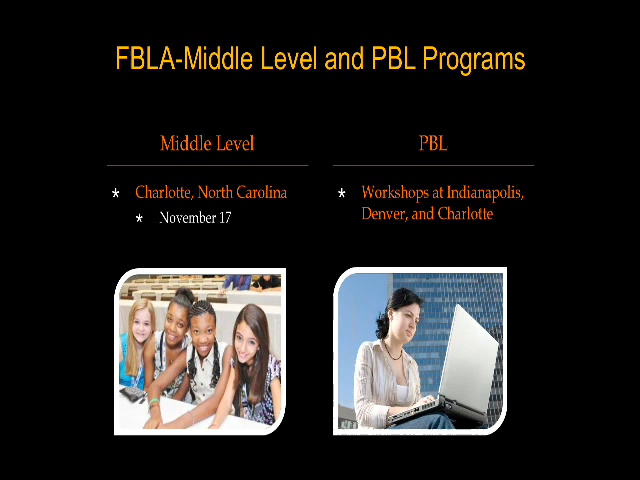 FBLA-Middle Level and PBL Programs
Middle Level
* Charlotte, North Carolina
* November 17
PBL
* Workshops at Indianapolis,
Denver, and Charlotte